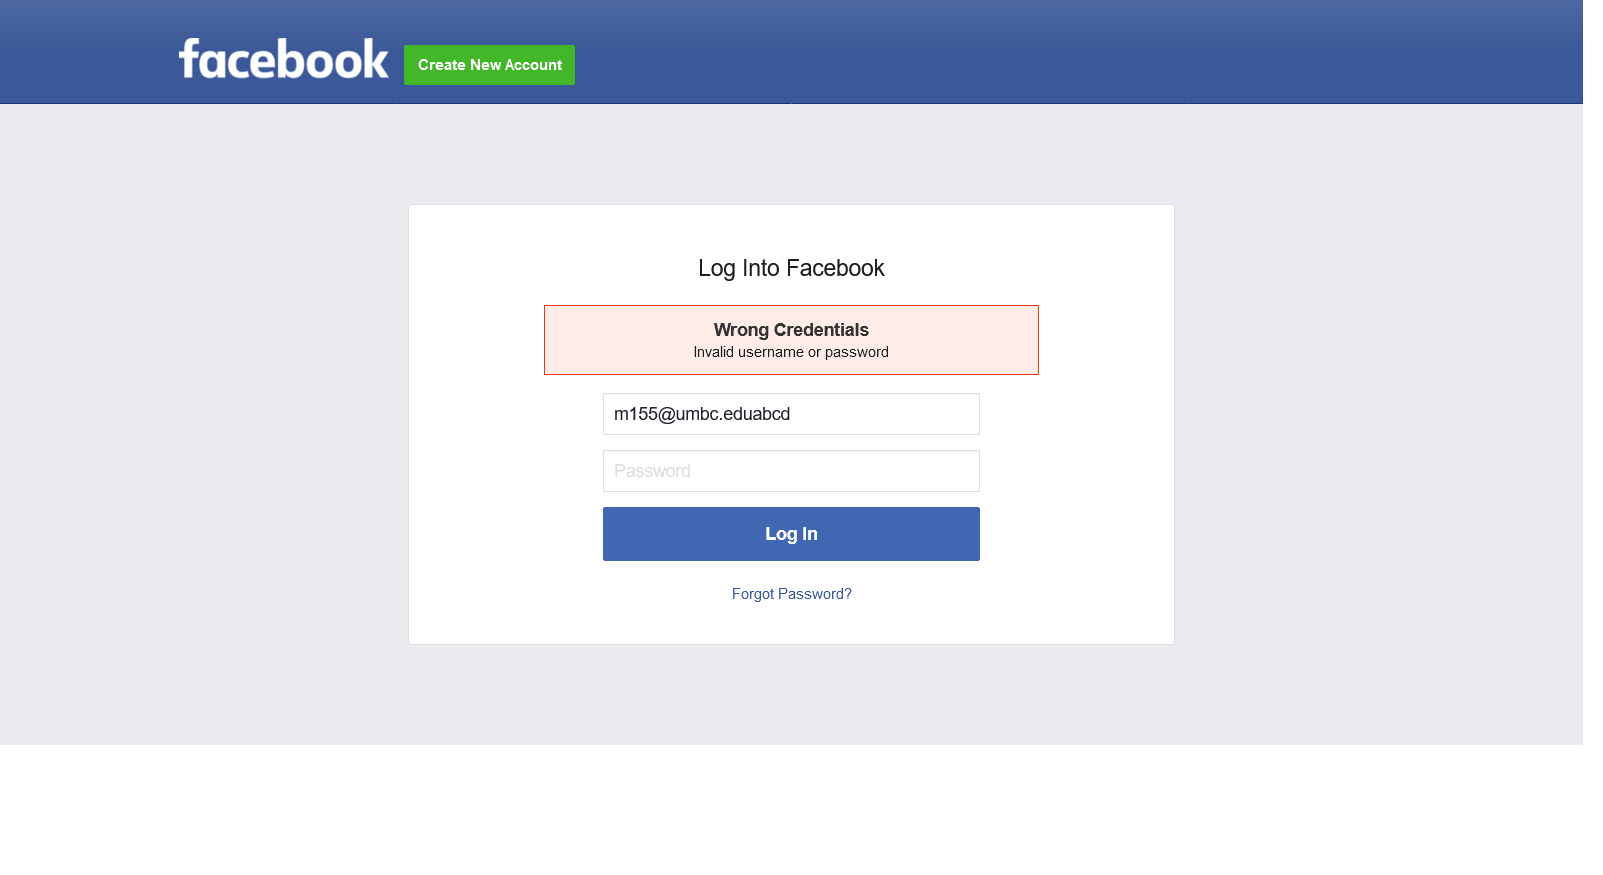 facebook
Create New Account
Log Into Facebook
Wrong Credentials
Invalid username or password
m155@umbc.eduabcd
Password
Log In
Forgot Password?